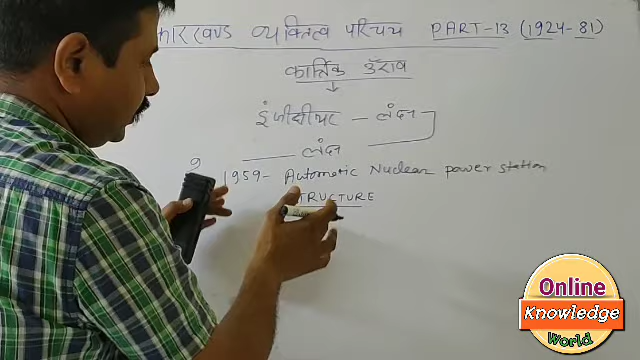 झारखण्ड व्यक्तित्व परिचय PART-13 (1924-81)
कार्तिक उराँव
इंजीनीयर - लंदन
लंदन
9
1959- Automatic Nuclear power station
STRUCTURE
Online
Knowledge
World